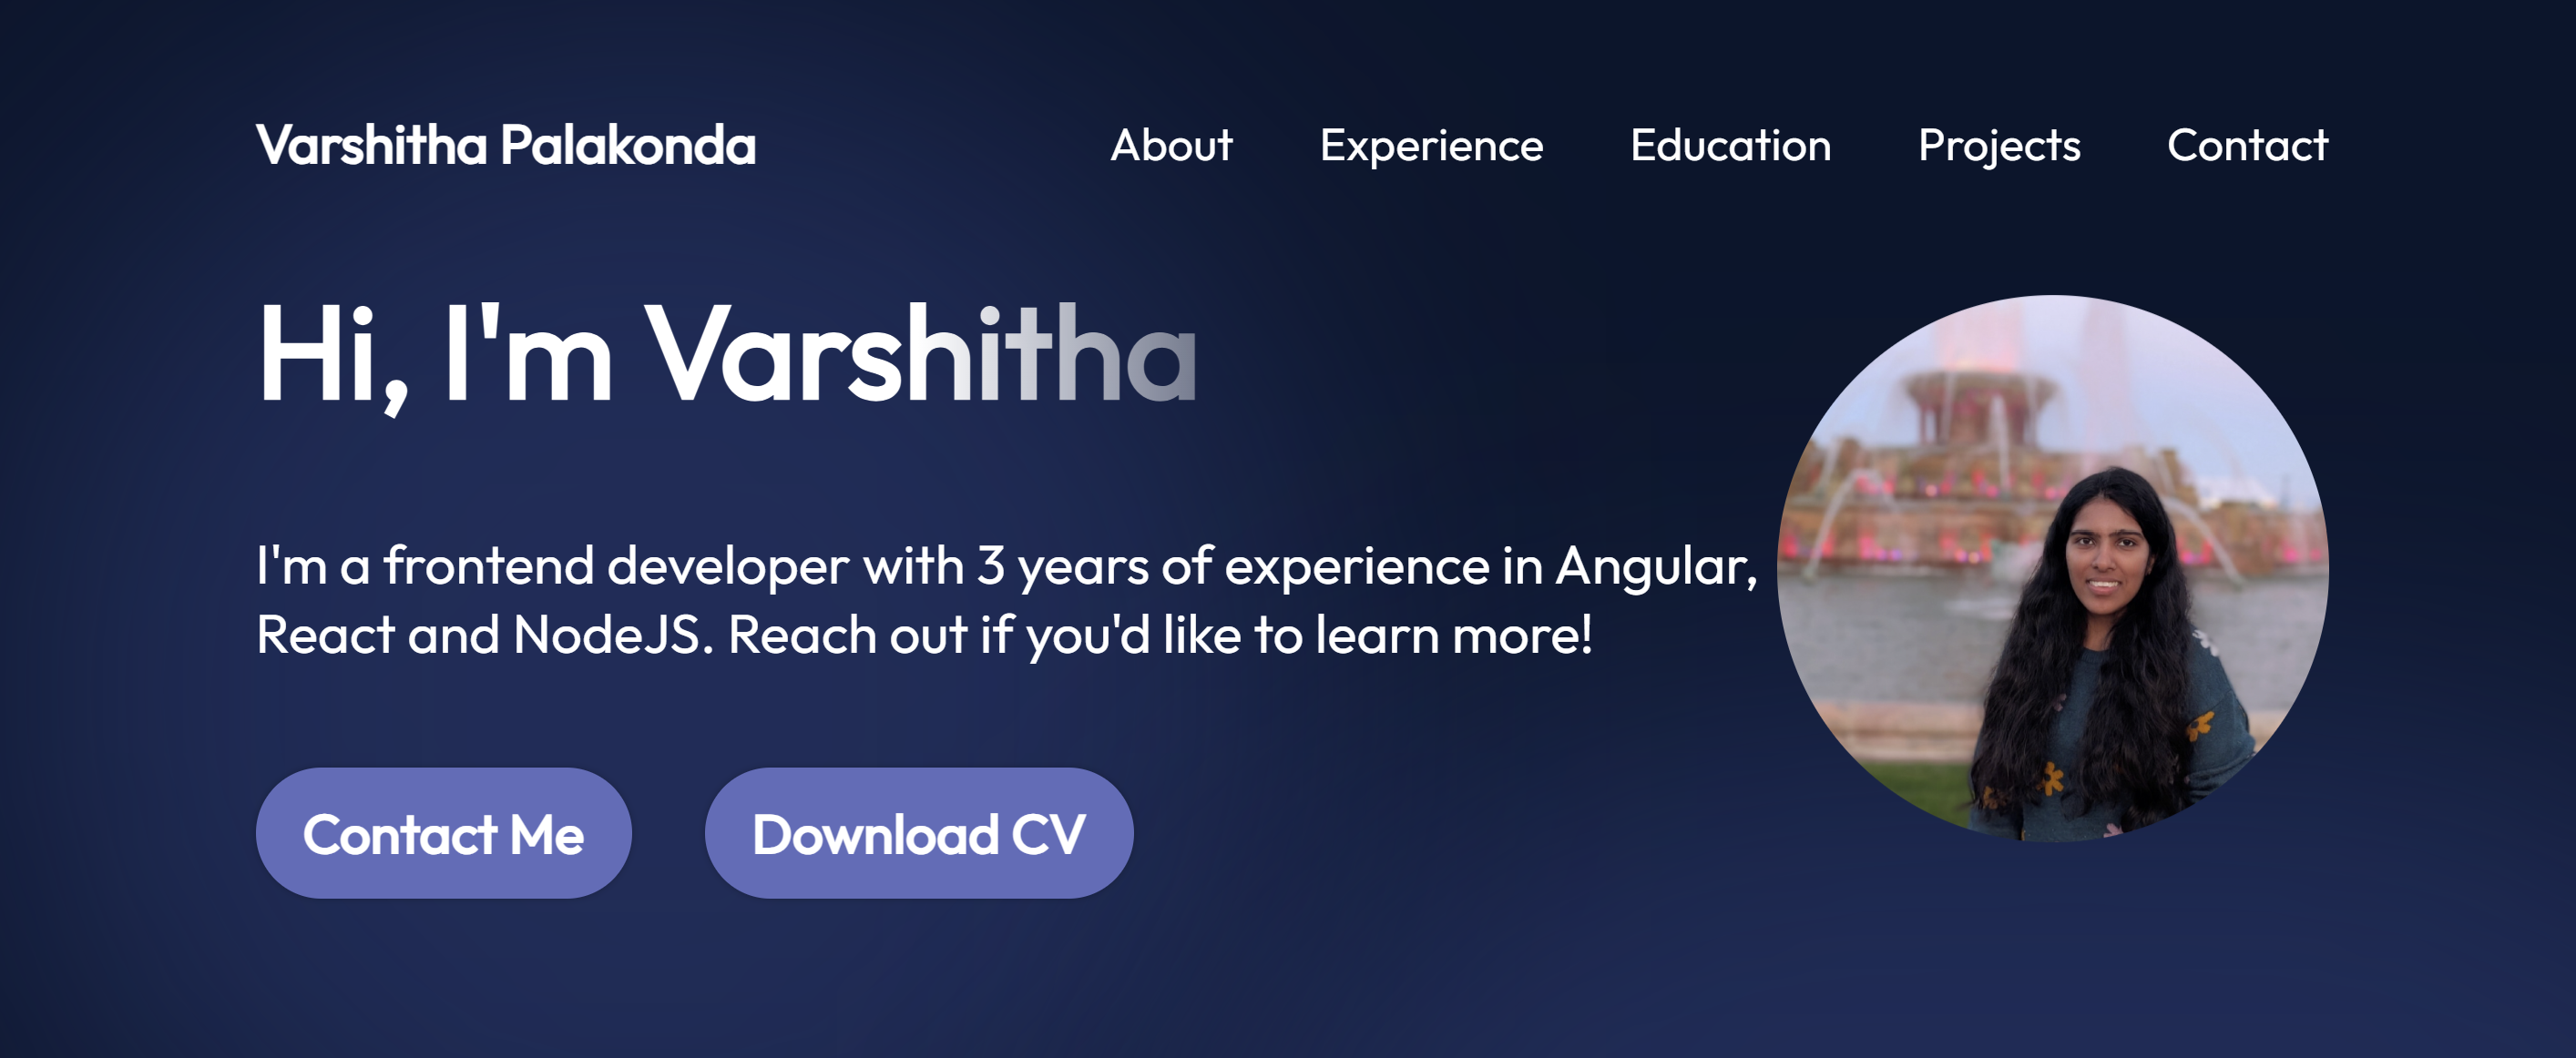 Varshitha Palakonda
About Experience Education Projects Contact
Hi, I'm Varshitha
I'm a frontend developer with 3 years of experience in Angular,
React and NodeJS. Reach out if you'd like to learn more!
Contact Me
Download CV